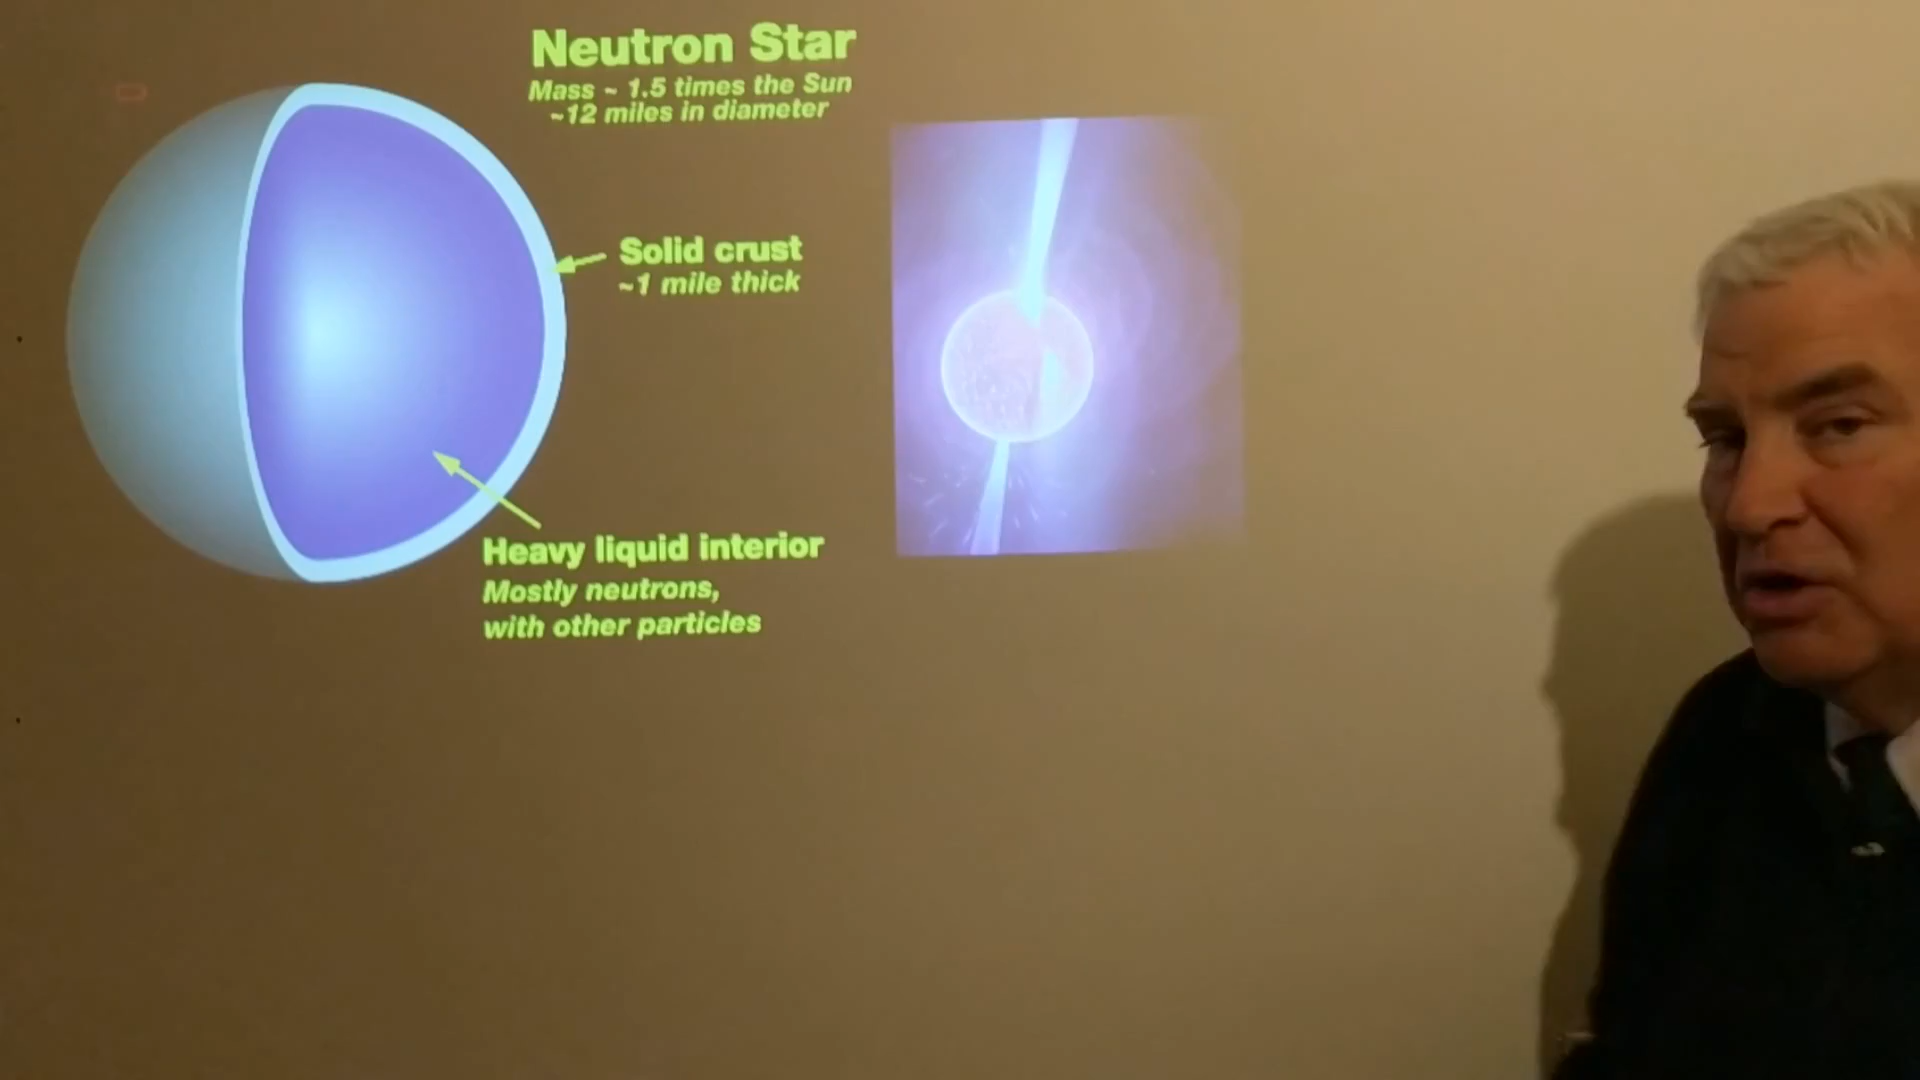 Neutron Star
Mass ~ 1.5 times the Sun
~12 miles in diameter
Solid crust
~1 mile thick
Heavy liquid interior
Mostly neutrons,
with other particles